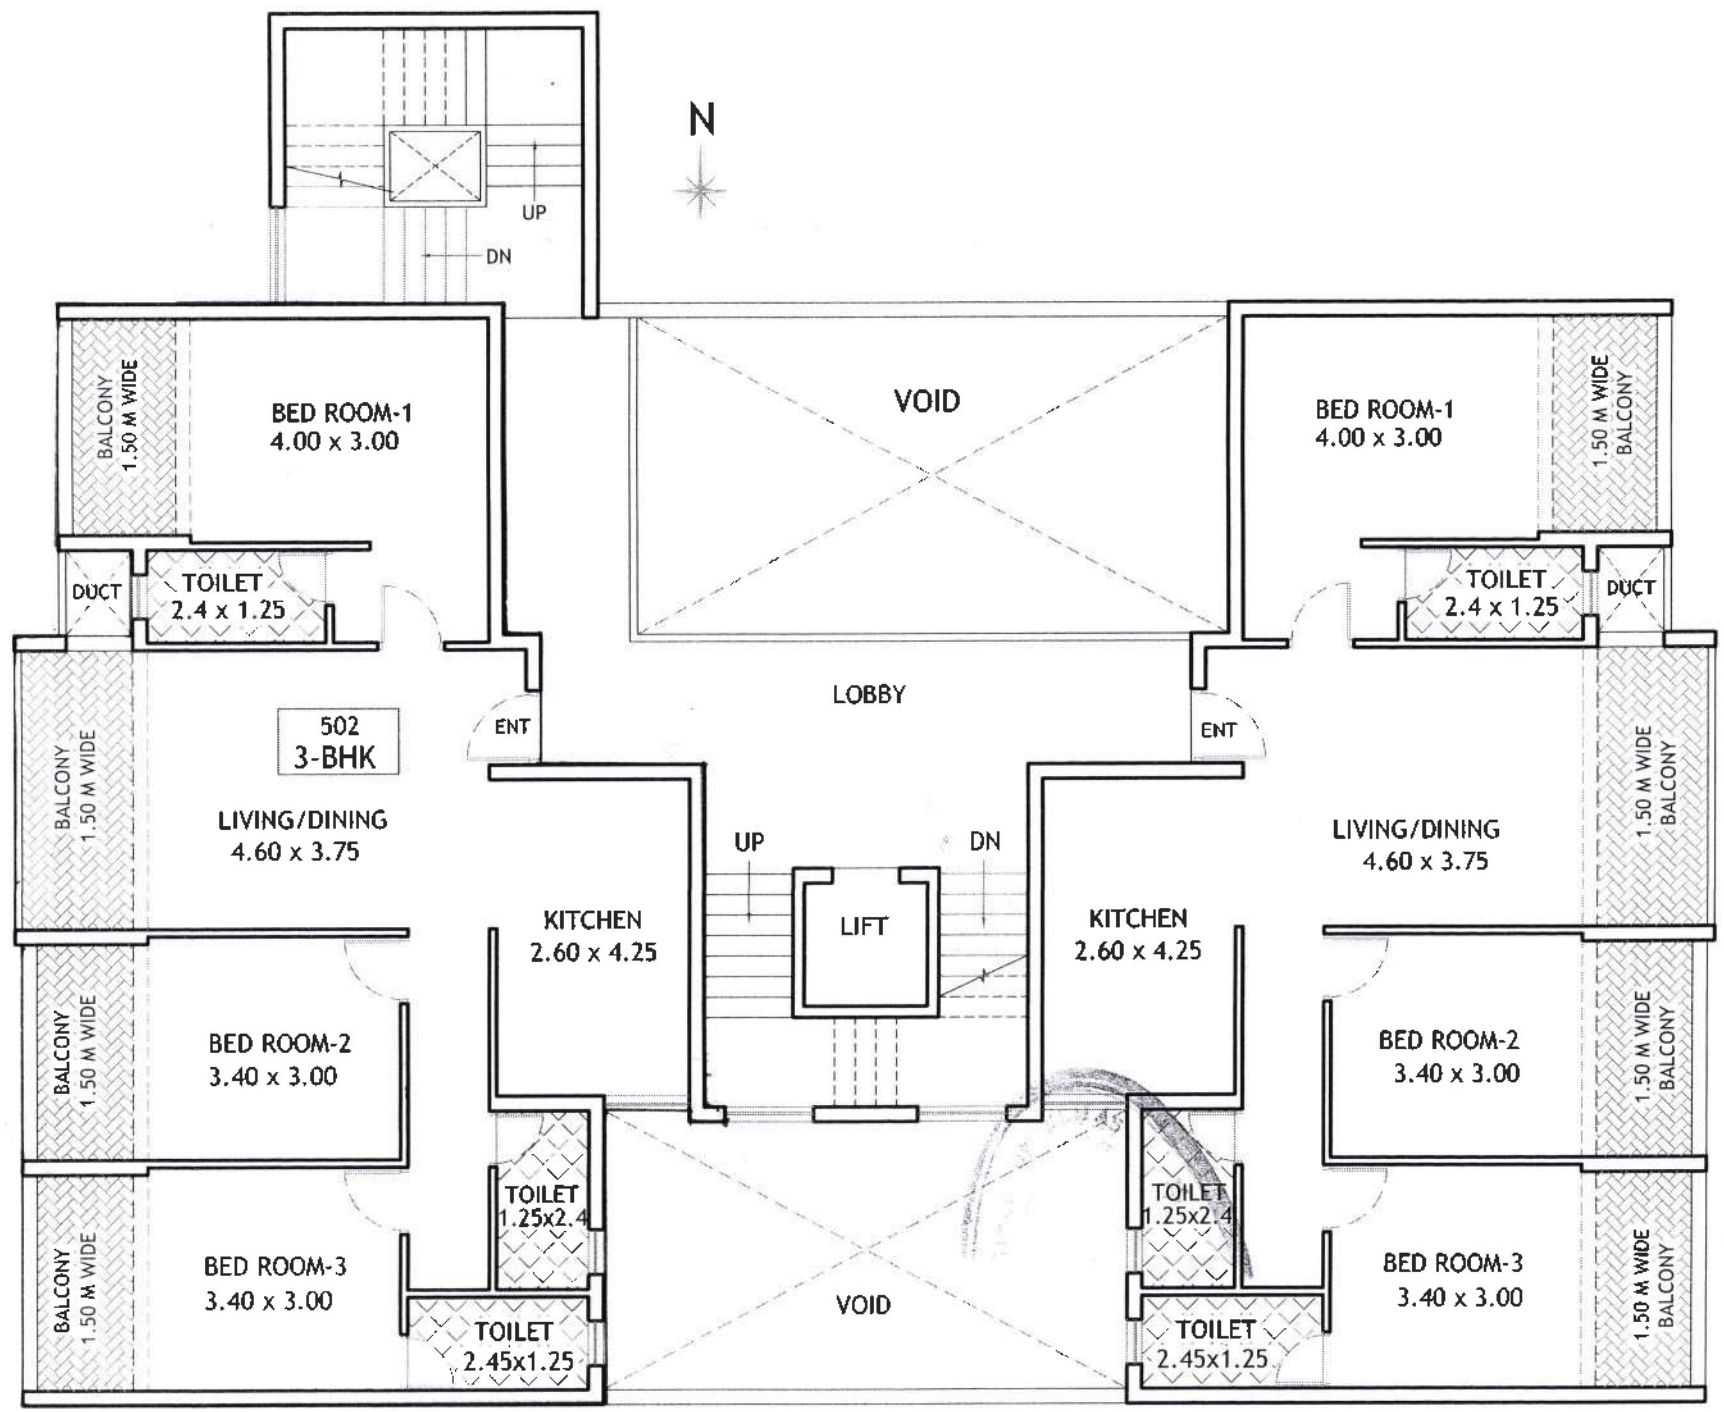 N
UP
DN
BALCONY
1.50 M WIDE
BED ROOM-1
4.00 x 3.00
VOID
BED ROOM-1
4.00 x 3.00
1.50 M WIDE
BALCONY
DUCT
TOILET
2.4 x 1.25
TOILET
2.4 x 1.25
DUCT
LOBBY
502
3-BHK
ENT
ENT
BALCONY
1.50 M WIDE
LIVING/DINING
4.60 x 3.75
UP
DN
LIVING/DINING
4.60 x 3.75
1.50 M WIDE
BALCONY
KITCHEN
2.60 x 4.25
LIFT
KITCHEN
2.60 x 4.25
BALCONY
1.50 M WIDE
BED ROOM-2
3.40 x 3.00
BED ROOM-2
3.40 x 3.00
1.50 M WIDE
BALCONY
TOILET
1.25x2.4
TOILET
1.25x2.4
BALCONY
1.50 M WIDE
BED ROOM-3
3.40 x 3.00
VOID
BED ROOM-3
3.40 x 3.00
1.50 M WIDE
BALCONY
TOILET
2.45x1.25
TOILET
2.45x1.25